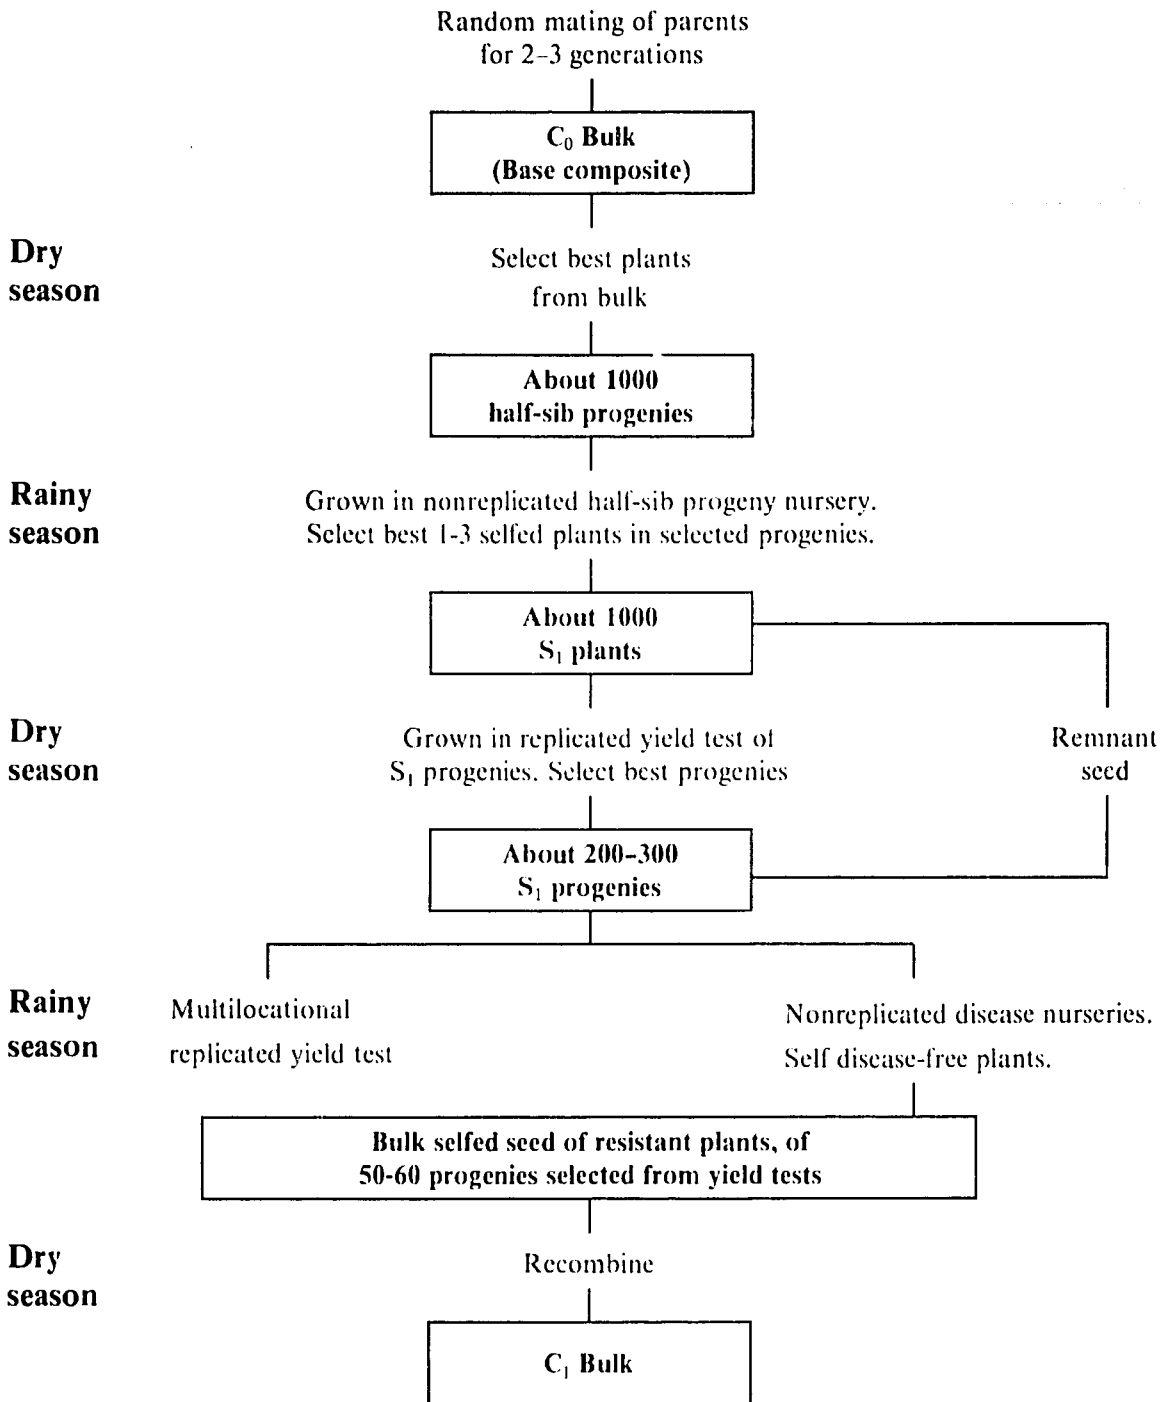 Random mating of parents
for 2–3 generations
C₀ Bulk
(Base composite)
Dry
season
Select best plants
from bulk
About 1000
half-sib progenies
Rainy
season
Grown in nonreplicated half-sib progeny nursery.
Select best 1-3 selfed plants in selected progenies.
About 1000
S₁ plants
Dry
season
Grown in replicated yield test of
S₁ progenies. Select best progenies
Remnant
seed
About 200–300
S₁ progenies
Rainy
season
Multilocational
replicated yield test
Nonreplicated disease nurseries.
Self disease-free plants.
Bulk selfed seed of resistant plants, of
50-60 progenies selected from yield tests
Dry
season
Recombine
C₁ Bulk